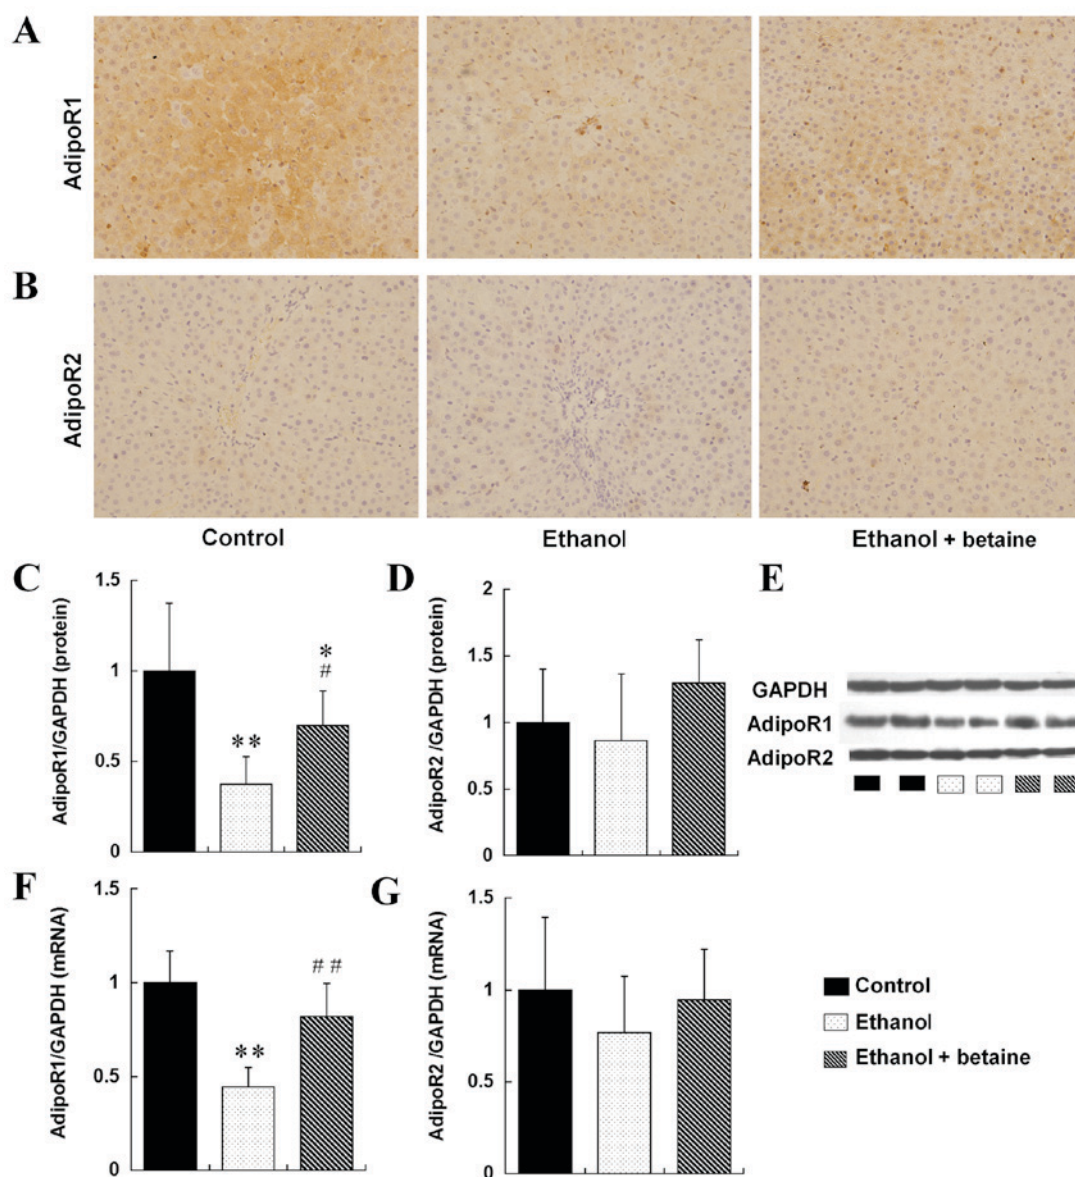 A
AdipoR1
B
AdipoR2
Control
Ethanol
Ethanol + betaine
C
AdipoR1/GAPDH (protein)
1.5
1
0.5
0
**
*
#
D
AdipoR2 /GAPDH (protein)
2
1.5
1
0.5
0
E
GAPDH
AdipoR1
AdipoR2
F
AdipoR1/GAPDH (mRNA)
1.5
1
0.5
0
**
# #
G
AdipoR2 /GAPDH (mRNA)
1.5
1
0.5
0
Control
Ethanol
Ethanol + betaine